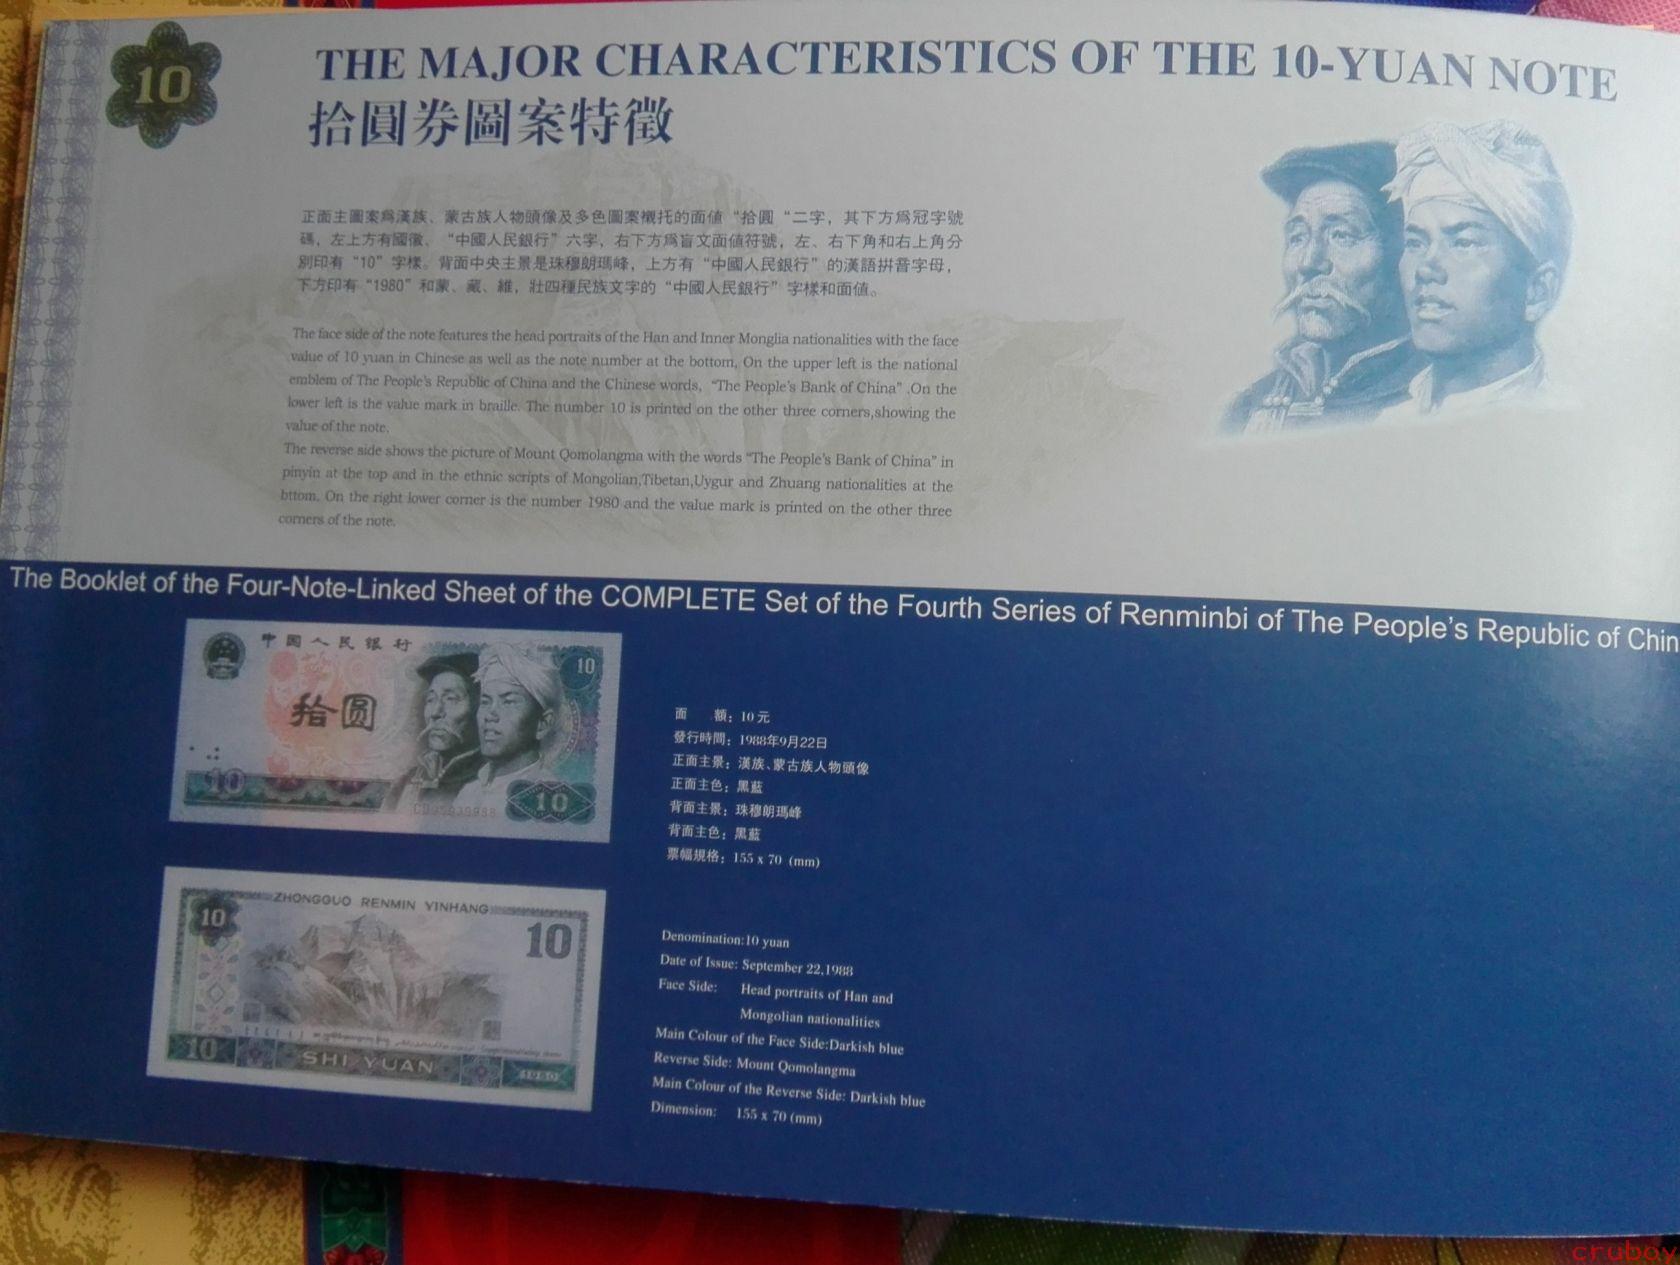 10
THE MAJOR CHARACTERISTICS OF THE 10-YUAN NOTE
拾圓券圖案特徵
正面主圖案爲漢族、蒙古族人物頭像及多色圖案襯托的面值“拾圓“二字，其下方爲冠字號
碼，左上方有國徽、“中國人民銀行”六字，右下方爲盲文面值符號，左、右下角和右上角分
別印有“10”字樣。背面中央主景是珠穆朗瑪峰，上方有“中國人民銀行”的漢語拼音字母，
下方印有“1980”和蒙、藏、維，壯四種民族文字的“中國人民銀行”字樣和面值。
The face side of the note features the head portraits of the Han and Inner Monglia nationalities with the face
value of 10 yuan in Chinese as well as the note number at the bottom, On the upper left is the national
emblem of The People's Republic of China and the Chinese words, “The People's Bank of China” .On the
lower left is the value mark in braille. The number 10 is printed on the other three corners,showing the
value of the note.
The reverse side shows the picture of Mount Qomolangma with the words “The People's Bank of China” in
pinyin at the top and in the ethnic scripts of Mongolian,Tibetan,Uygur and Zhuang nationalities at the
bttom. On the right lower corner is the number 1980 and the value mark is printed on the other three
corners of the note.
The Booklet of the Four-Note-Linked Sheet of the COMPLETE Set of the Fourth Series of Renminbi of The People's Republic of Chin
中国人民银行
10
拾圆
10
10
面 額：10元
發行時間：1988年9月22日
正面主景：漢族、蒙古族人物頭像
正面主色：黑藍
背面主景：珠穆朗瑪峰
背面主色：黑藍
票幅規格：155 x 70 (mm)
ZHONGGUO RENMIN YINHANG
10
10
10
SHI YUAN
Denomination:10 yuan
Date of Issue: September 22,1988
Face Side: Head portraits of Han and
Mongolian nationalities
Main Colour of the Face Side:Darkish blue
Reverse Side: Mount Qomolangma
Main Colour of the Reverse Side: Darkish blue
Dimension: 155 x 70 (mm)
cruboy